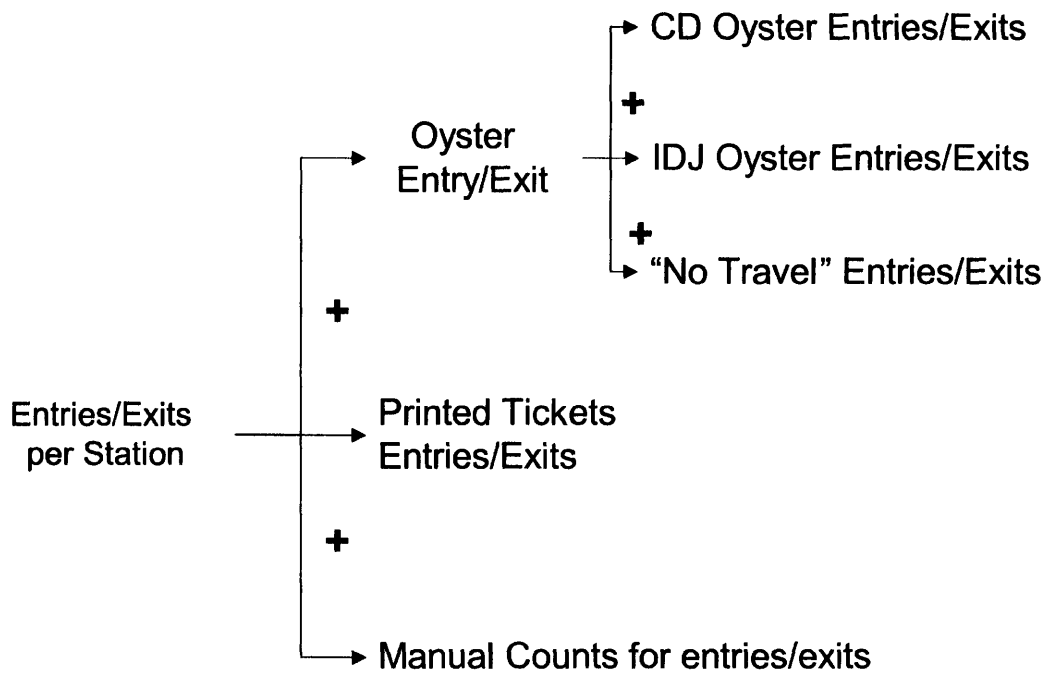 CD Oyster Entries/Exits
+
Oyster
Entry/Exit
IDJ Oyster Entries/Exits
+
“No Travel” Entries/Exits
+
Entries/Exits
per Station
Printed Tickets
Entries/Exits
+
Manual Counts for entries/exits